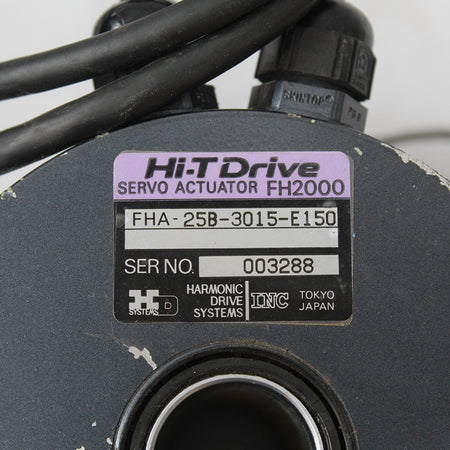 SKINTOP®
Hi-T Drive
SERVO ACTUATOR FH2000
FHA-25B-3015-E150
SER NO. 003288
HARMONIC
DRIVE
SYSTEMS
INC
TOKYO
JAPAN
SYSTEMS
D